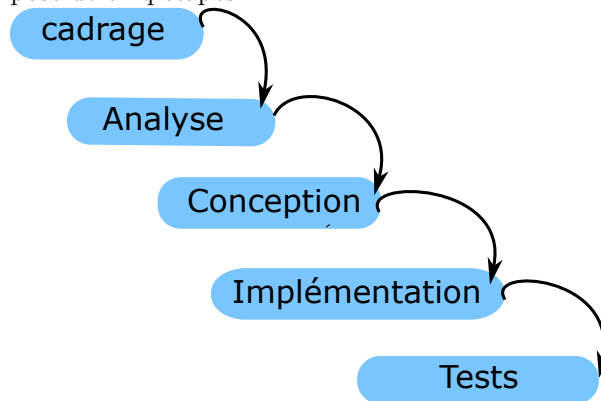 cadrage
Analyse
Conception
Implémentation
Tests